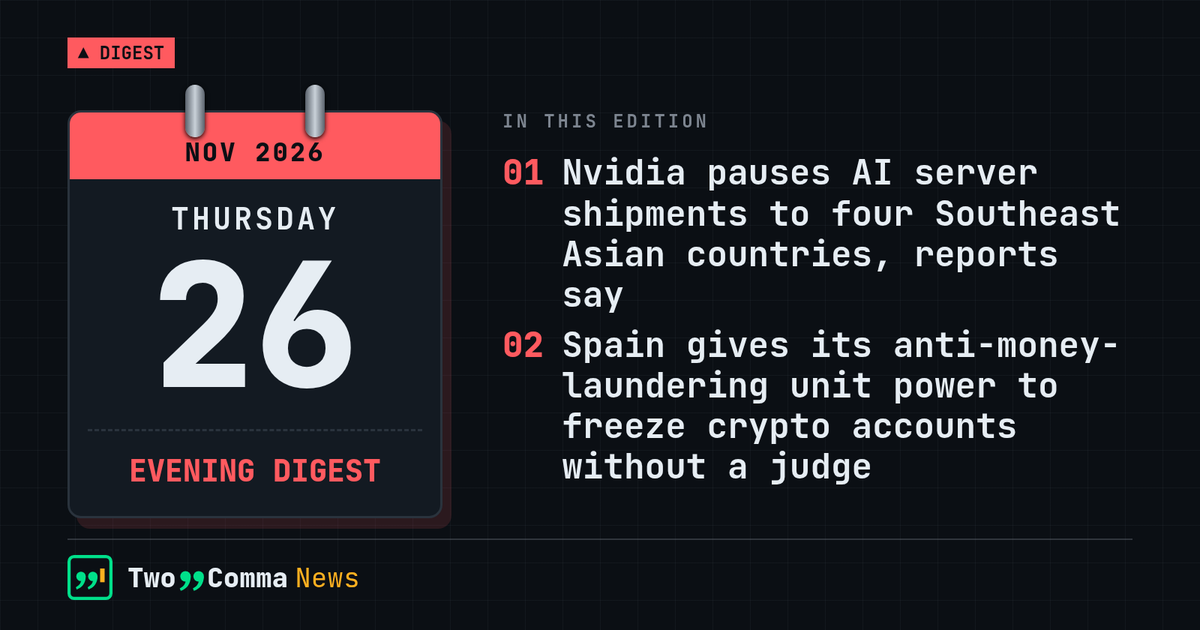 ▲ DIGEST
NOV 2026
THURSDAY
26
EVENING DIGEST
IN THIS EDITION
01 Nvidia pauses AI server
shipments to four Southeast
Asian countries, reports
say
02 Spain gives its anti-money-
laundering unit power to
freeze crypto accounts
without a judge
Two,,Comma News